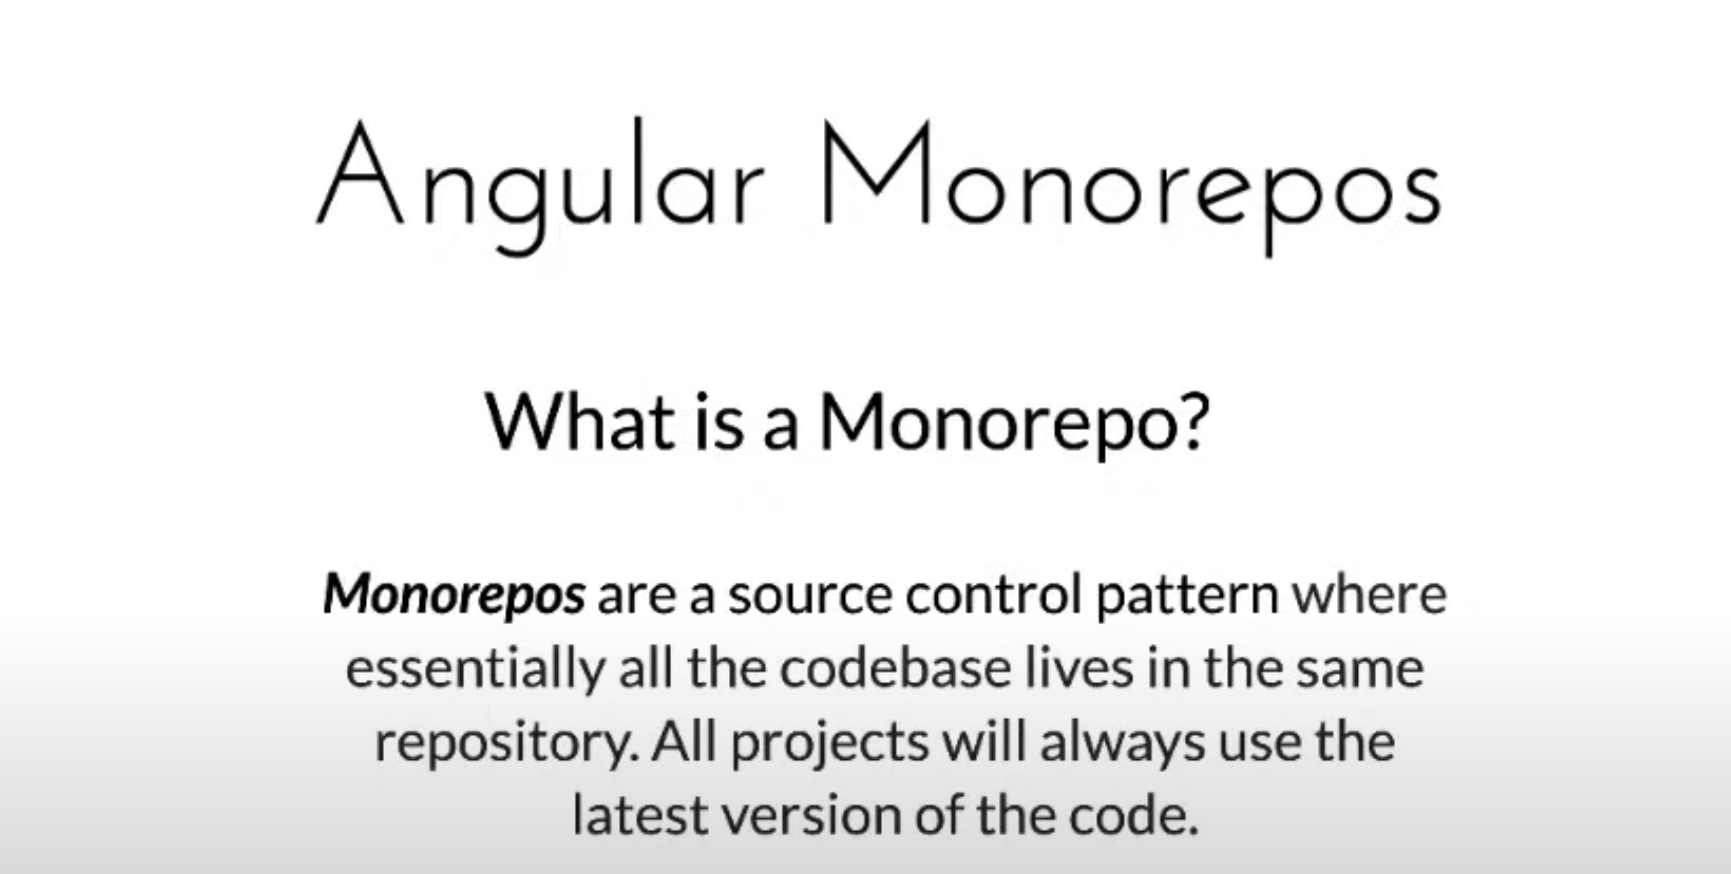 Angular Monorepos
What is a Monorepo?
Monorepos are a source control pattern where
essentially all the codebase lives in the same
repository. All projects will always use the
latest version of the code.